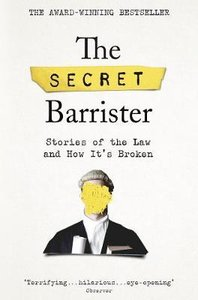 THE AWARD-WINNING BESTSELLER
The
SECRET
Barrister
Stories of the Law
and How It's Broken
'Terrifying...hilarious...eye-opening'
Observer